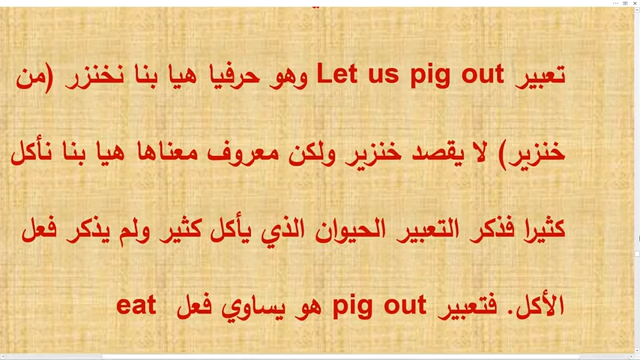 تعبير Let us pig out وهو حرفيا هيا بنا نخنزر (من
خنزير) لا يقصد خنزير ولكن معروف معناها هيا بنا نأكل
كثيرا فذكر التعبير الحيوان الذي يأكل كثير ولم يذكر فعل
الأكل. فتعبير pig out هو يساوي فعل eat